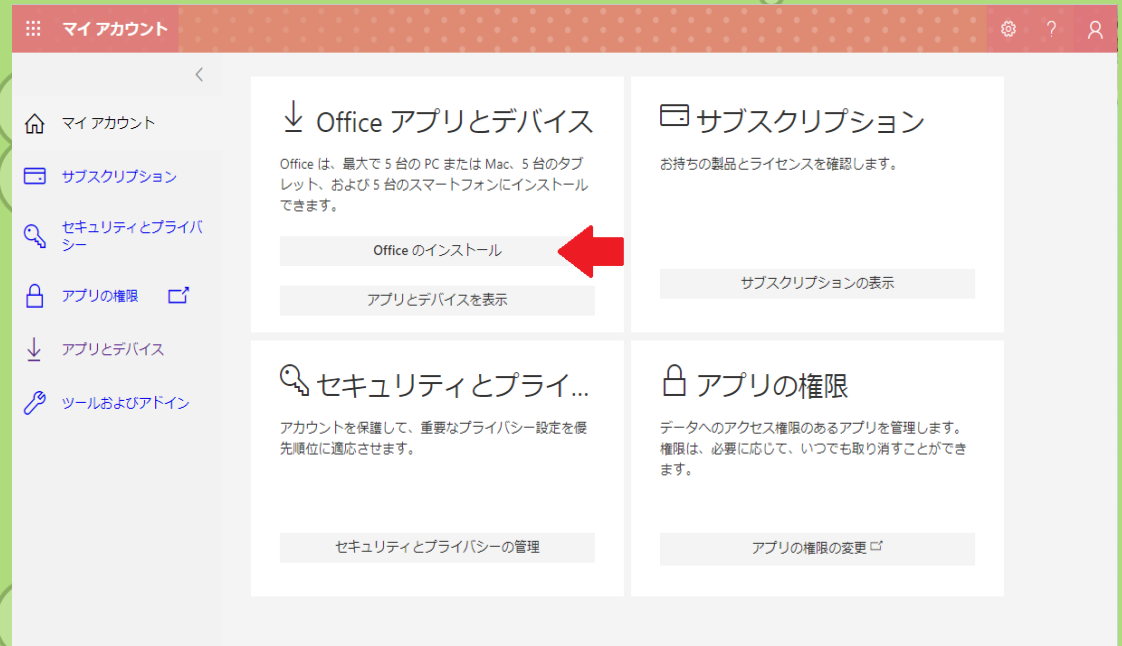 マイ アカウント
?
マイ アカウント
サブスクリプション
セキュリティとプライバ
シー
アプリの権限
アプリとデバイス
ツールおよびアドイン
Office アプリとデバイス
Office は、最大で 5 台の PC または Mac、5 台のタブ
レット、および 5 台のスマートフォンにインストール
できます。
Office のインストール
アプリとデバイスを表示
サブスクリプション
お持ちの製品とライセンスを確認します。
サブスクリプションの表示
セキュリティとプライ...
アカウントを保護して、重要なプライバシー設定を優
先順位に適応させます。
セキュリティとプライバシーの管理
アプリの権限
データへのアクセス権限のあるアプリを管理します。
権限は、必要に応じて、いつでも取り消すことができ
ます。
アプリの権限の変更